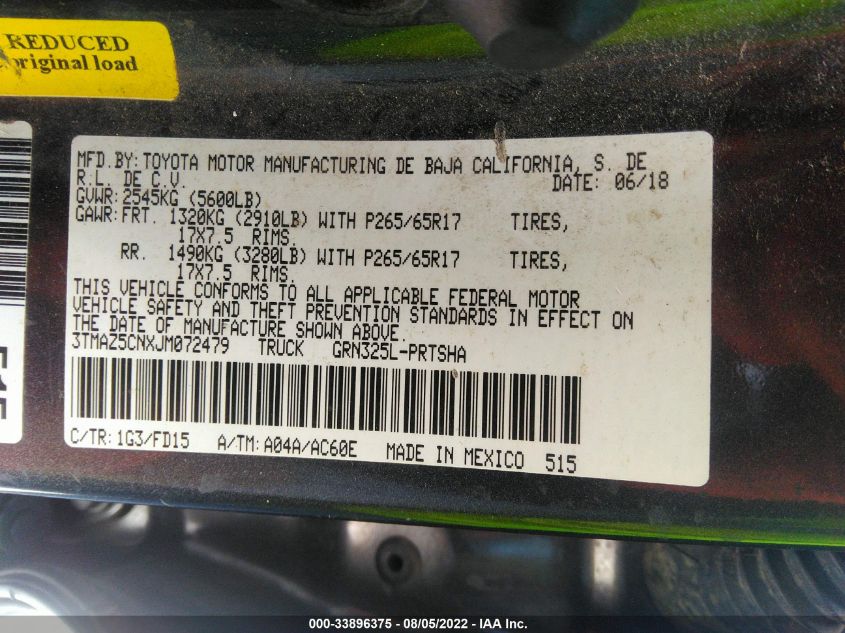 REDUCED
original load
MFD.BY: TOYOTA MOTOR MANUFACTURING DE BAJA CALIFORNIA, S. DE
R.L. DE C.V. DATE: 06/18
GVWR: 2545KG (5600LB)
GAWR: FRT. 1320KG (2910LB) WITH P265/65R17 TIRES,
17X7.5 RIMS.
RR. 1490KG (3280LB) WITH P265/65R17 TIRES,
17X7.5 RIMS.
THIS VEHICLE CONFORMS TO ALL APPLICABLE FEDERAL MOTOR
VEHICLE SAFETY AND THEFT PREVENTION STANDARDS IN EFFECT ON
THE DATE OF MANUFACTURE SHOWN ABOVE.
3TMAZ5CNXJM072479 TRUCK GRN325L-PRTSHA
C/TR: 1G3/FD15 A/TM: A04A/AC60E MADE IN MEXICO 515
515
000-33896375 - 08/05/2022 - IAA Inc.